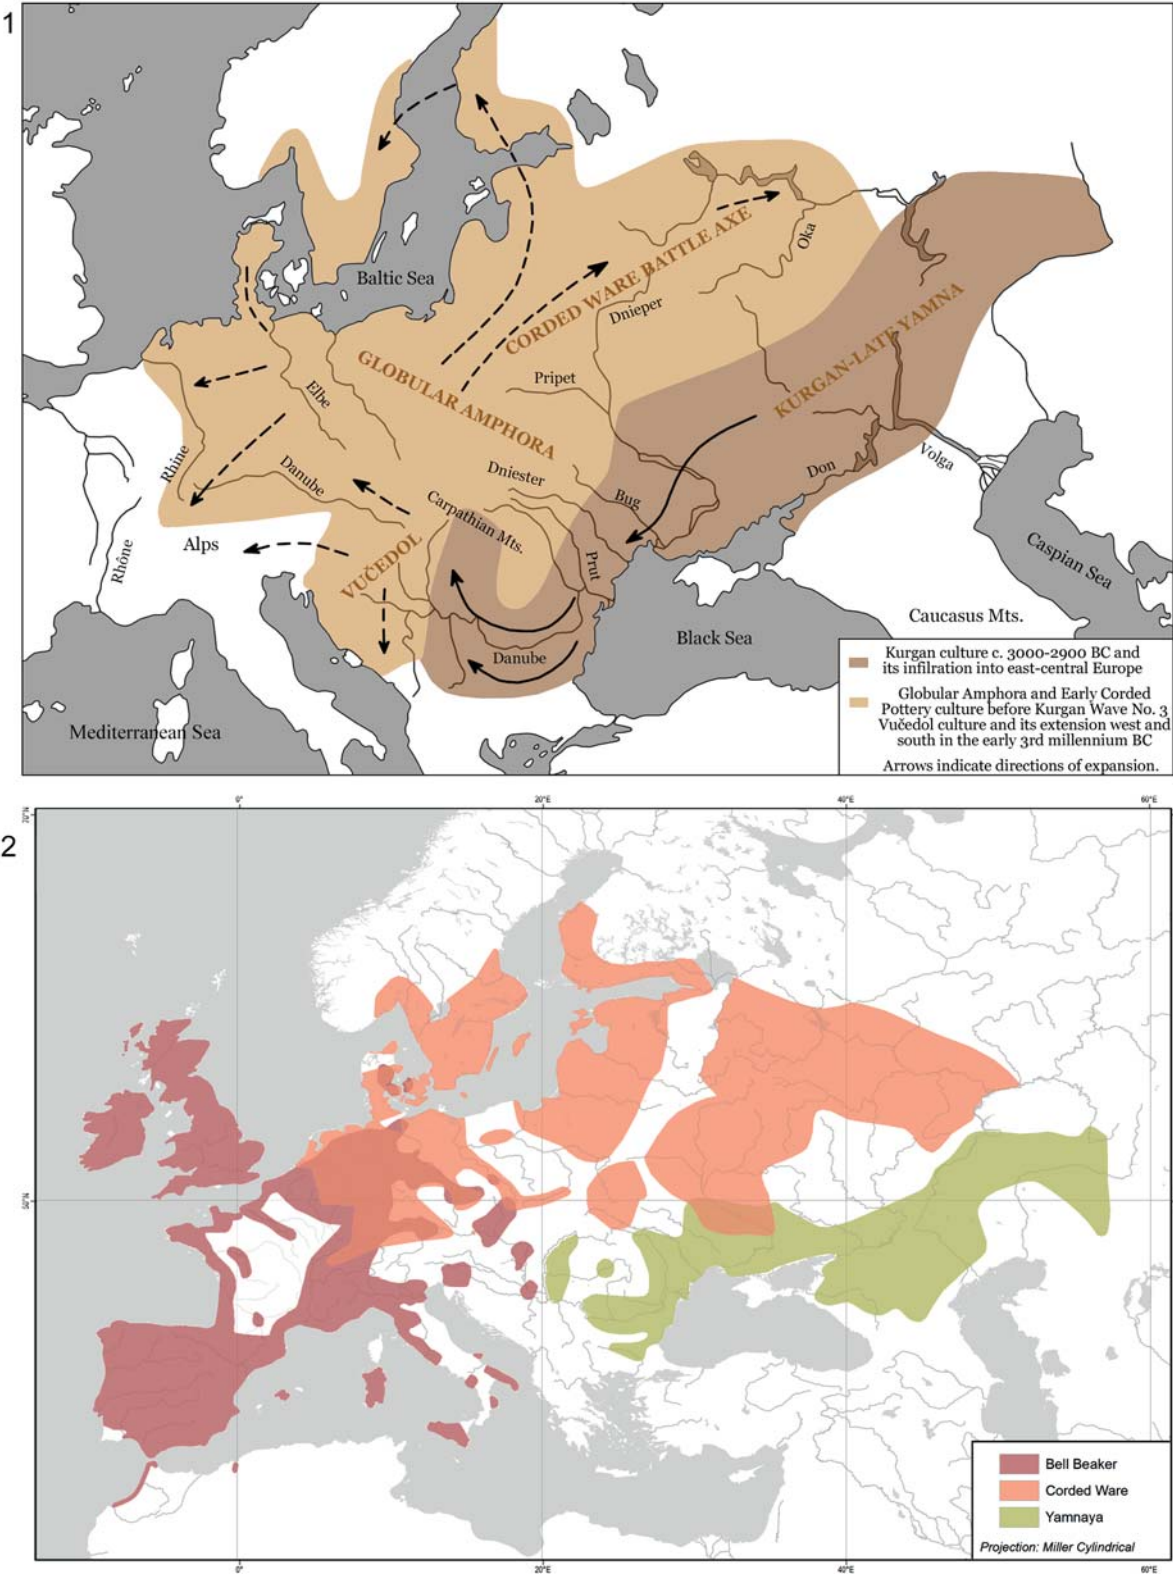 1
Baltic Sea
Oka
CORDED WARE BATTLE AXE
Dnieper
GLOBULAR AMPHORA
KURGAN-LATE YAMNA
Pripet
Elbe
Rhine
Danube
Dniester
Bug
Don
Volga
Carpathian Mts.
Alps
Rhône
VUČEDOL
Prut
Caspian Sea
Caucasus Mts.
Black Sea
Danube
Mediterranean Sea
Kurgan culture c. 3000-2900 BC and
its infilration into east-central Europe
Globular Amphora and Early Corded
Pottery culture before Kurgan Wave No. 3
Vučedol culture and its extension west and
south in the early 3rd millennium BC
Arrows indicate directions of expansion.
2
0°
20°E
40°E
60°E
70°N
50°N
Bell Beaker
Corded Ware
Yamnaya
Projection: Miller Cylindrical
0°
20°E
40°E
60°E